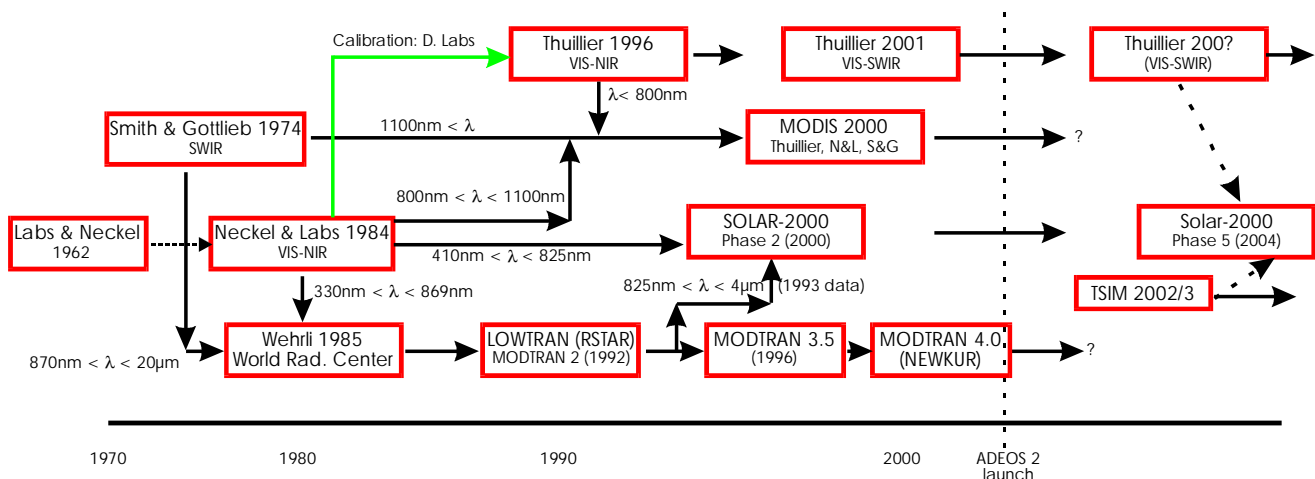 Calibration: D. Labs
Thuillier 1996
VIS-NIR
Thuillier 2001
VIS-SWIR
Thuillier 200?
(VIS-SWIR)
λ< 800nm
Smith & Gottlieb 1974
SWIR
1100nm < λ
MODIS 2000
Thuillier, N&L, S&G
?
800nm < λ < 1100nm
Labs & Neckel
1962
Neckel & Labs 1984
VIS-NIR
410nm < λ < 825nm
SOLAR-2000
Phase 2 (2000)
Solar-2000
Phase 5 (2004)
330nm < λ < 869nm
825nm < λ < 4µm (1993 data)
TSIM 2002/3
870nm < λ < 20µm
Wehrli 1985
World Rad. Center
LOWTRAN (RSTAR)
MODTRAN 2 (1992)
MODTRAN 3.5
(1996)
MODTRAN 4.0
(NEWKUR)
?
1970
1980
1990
2000
ADEOS 2
launch